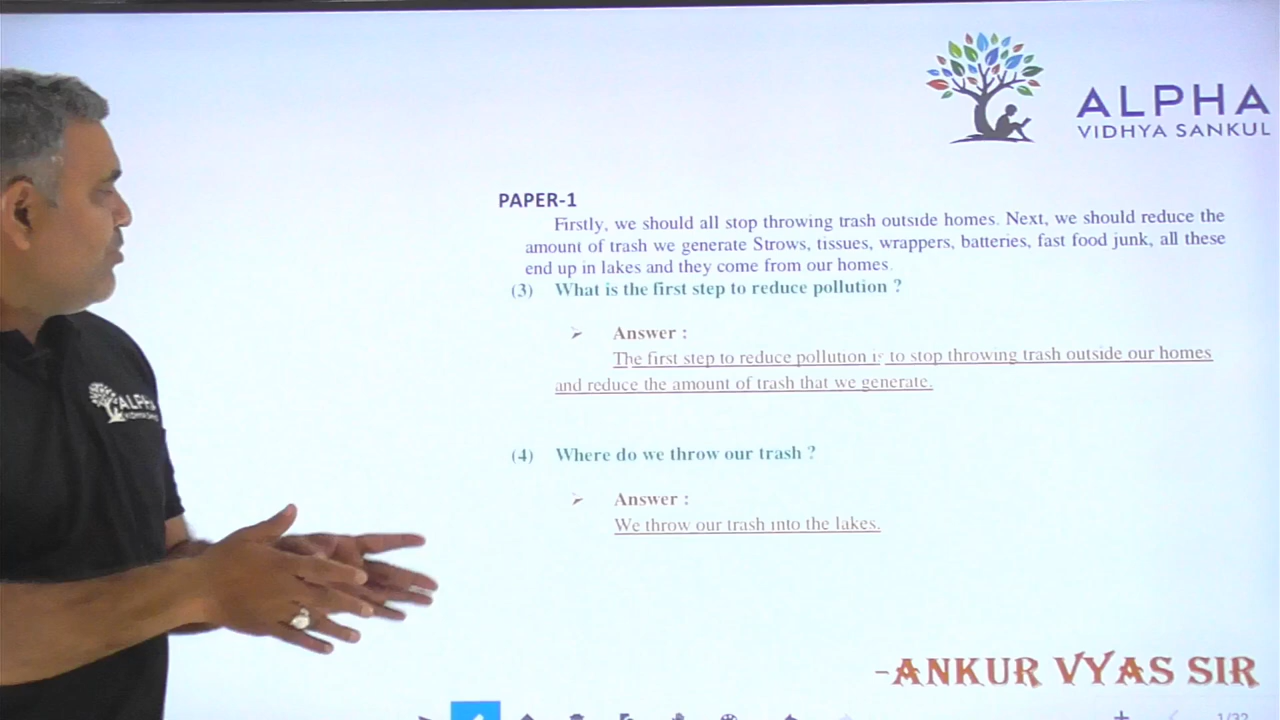 ALPHA
VIDHYA SANKUL
PAPER-1
Firstly, we should all stop throwing trash outside homes. Next, we should reduce the
amount of trash we generate Strows, tissues, wrappers, batteries, fast food junk, all these
end up in lakes and they come from our homes.
(3) What is the first step to reduce pollution ?
➢ Answer :
The first step to reduce pollution is to stop throwing trash outside our homes
and reduce the amount of trash that we generate.
(4) Where do we throw our trash ?
➢ Answer :
We throw our trash into the lakes.
ALPHA
-ANKUR VYAS SIR
1/32